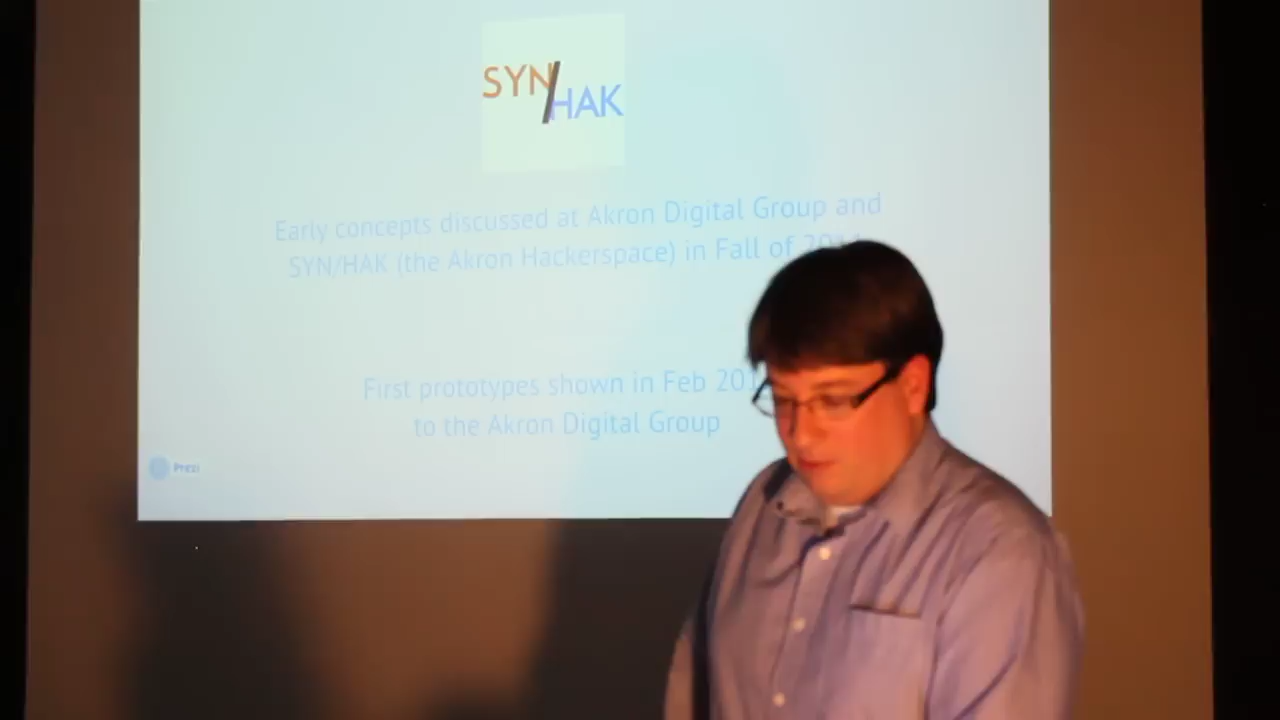 SYN/HAK
Early concepts discussed at Akron Digital Group and
SYN/HAK (the Akron Hackerspace) in Fall of
First prototypes shown in Feb
to the Akron Digital Group
Prezi